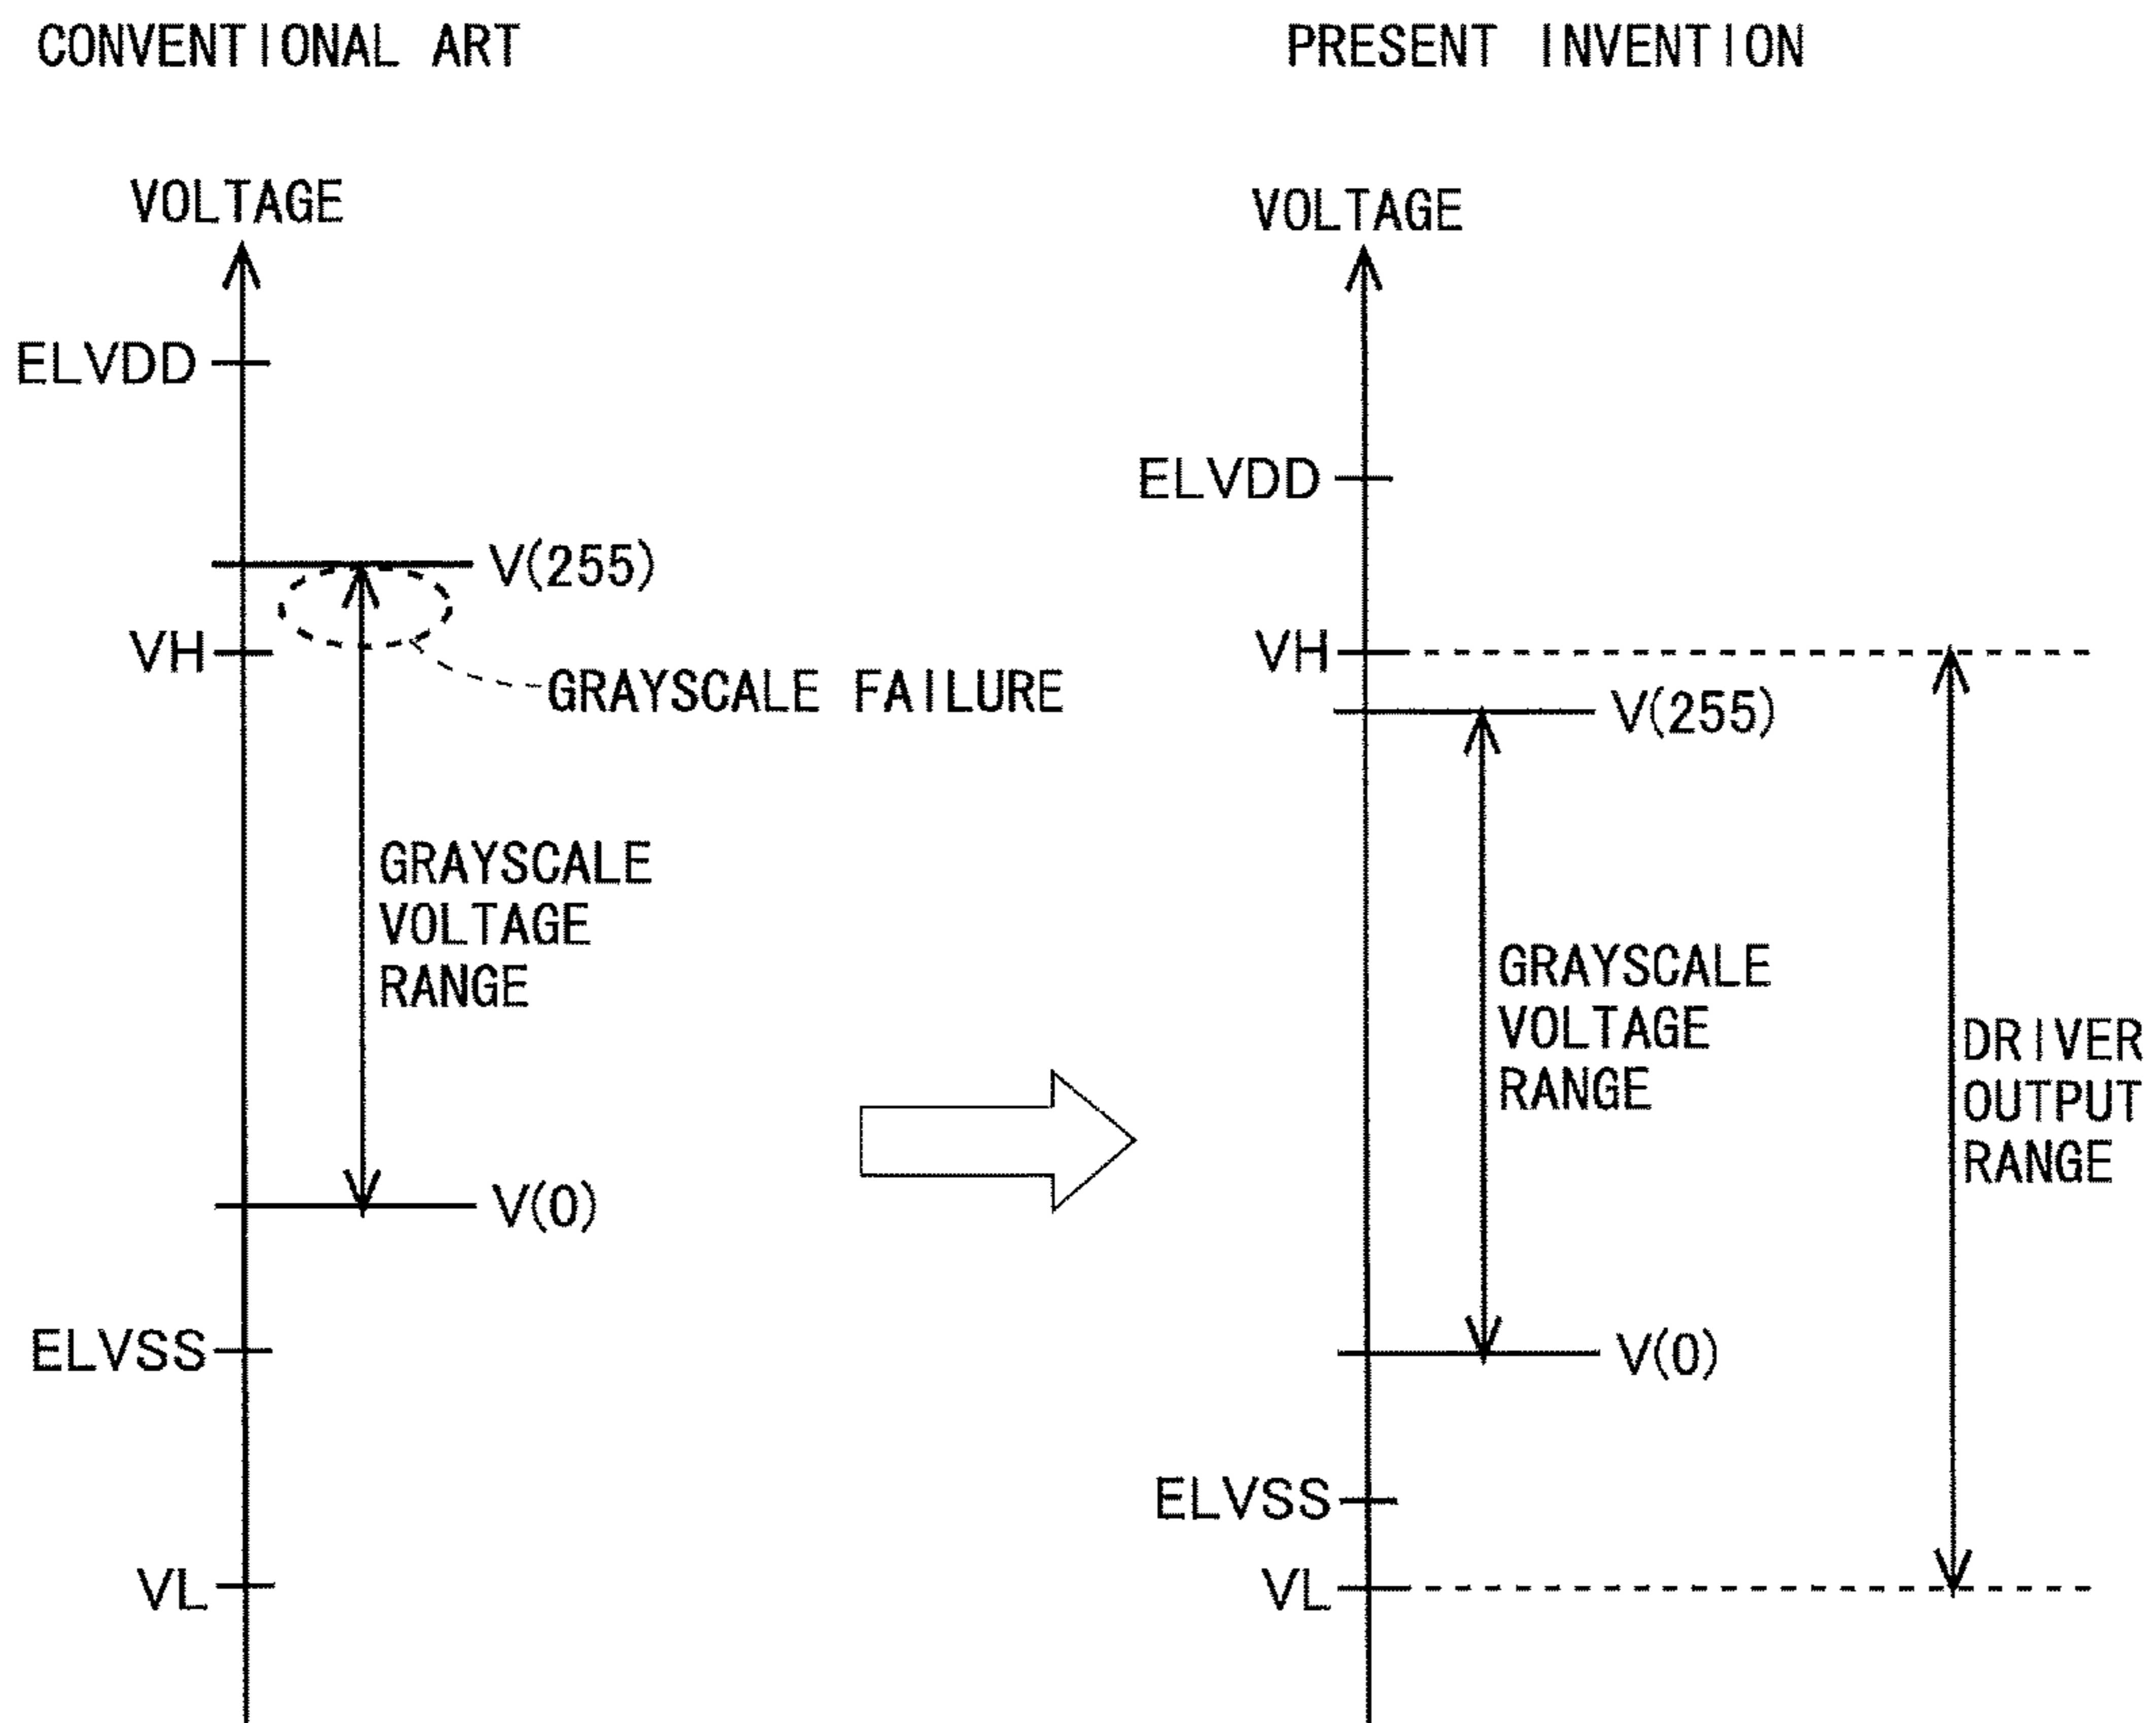 CONVENTIONAL ART
VOLTAGE
ELVDD
V(255)
VH
GRAYSCALE FAILURE
GRAYSCALE
VOLTAGE
RANGE
V(0)
ELVSS
VL
PRESENT INVENTION
VOLTAGE
ELVDD
VH
V(255)
GRAYSCALE
VOLTAGE
RANGE
DRIVER
OUTPUT
RANGE
V(0)
ELVSS
VL